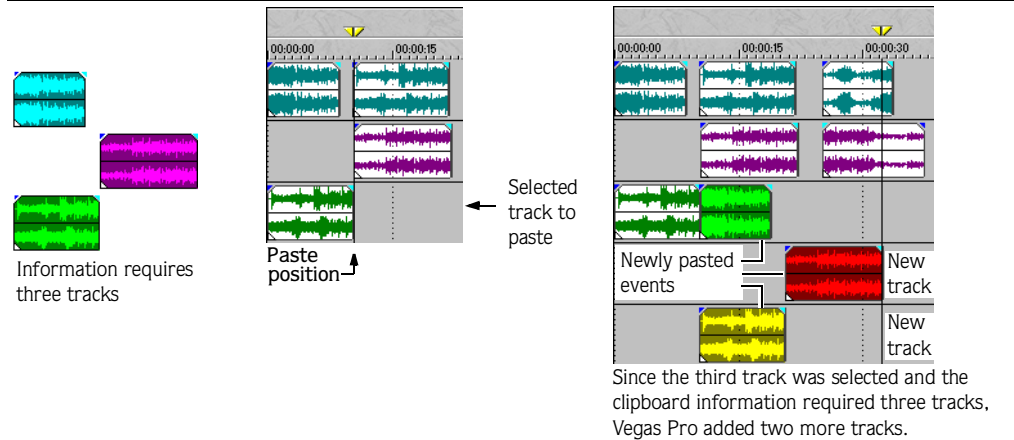 Information requires
three tracks
00:00:00
00:00:15
Paste
position
Selected
track to
paste
00:00:00
00:00:15
00:00:30
Newly pasted
events
New
track
New
track
Since the third track was selected and the
clipboard information required three tracks,
Vegas Pro added two more tracks.